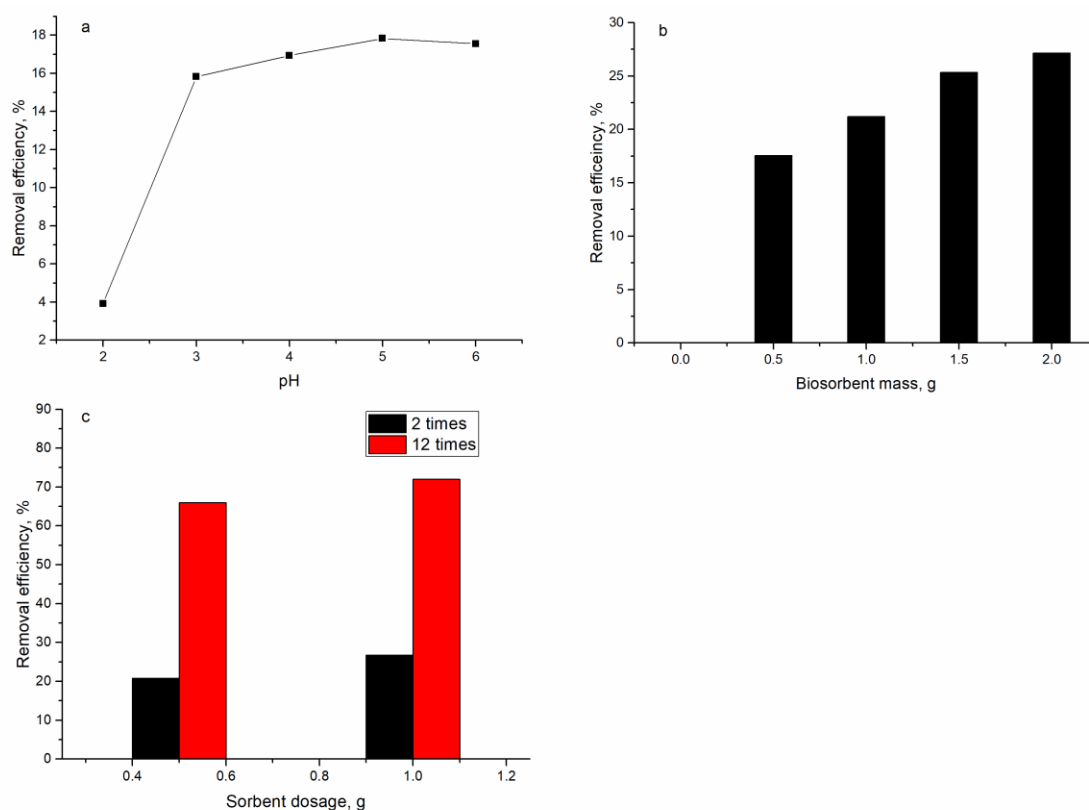 a
Removal effciency, %
18
16
14
12
10
8
6
4
2
2 3 4 5 6
pH
b
Removal efficeincy, %
30
25
20
15
10
5
0
0.0 0.5 1.0 1.5 2.0
Biosorbent mass, g
c
2 times
12 times
Removal efficiency, %
90
80
70
60
50
40
30
20
10
0
0.4 0.6 0.8 1.0 1.2
Sorbent dosage, g